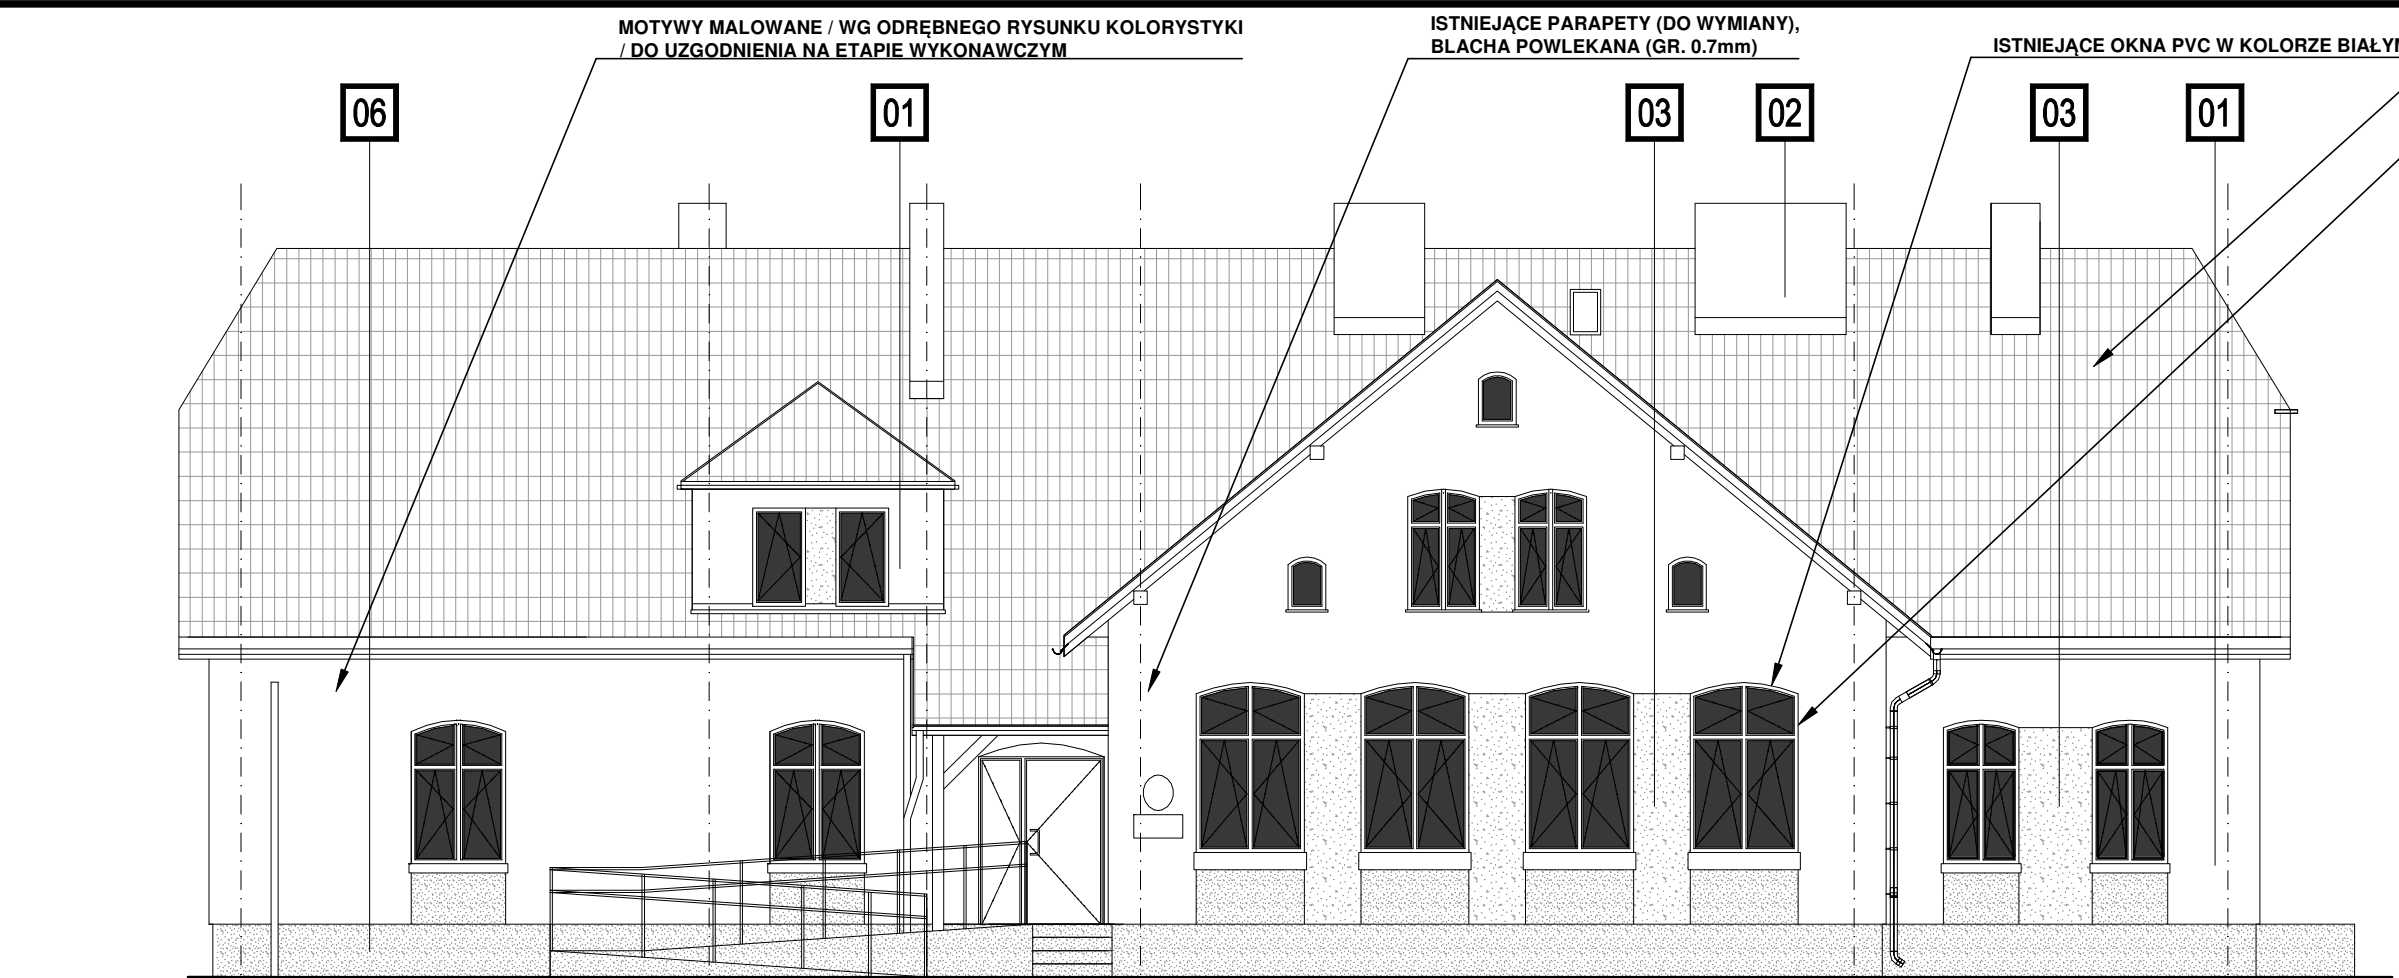 MOTYWY MALOWANE / WG ODRĘBNEGO RYSUNKU KOLORYSTYKI
/ DO UZGODNIENIA NA ETAPIE WYKONAWCZYM
ISTNIEJĄCE PARAPETY (DO WYMIANY),
BLACHA POWLEKANA (GR. 0.7mm)
ISTNIEJĄCE OKNA PVC W KOLORZE
06
01
03
02
03
01